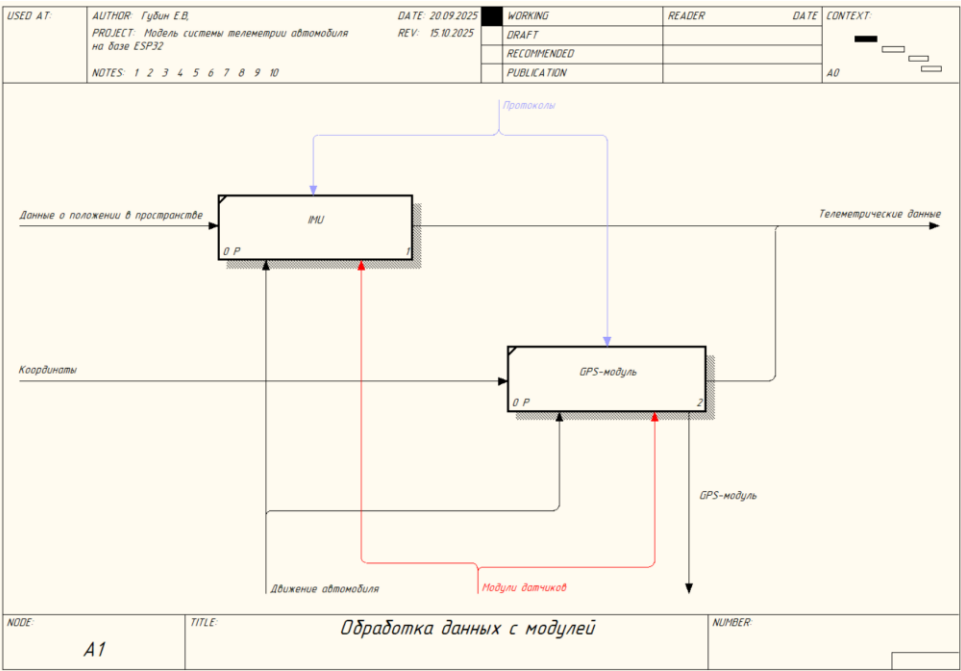 USED AT:
AUTHOR: Губин Е.В,
DATE: 20.09.2025
WORKING
READER
DATE
CONTEXT:
PROJECT: Модель системы телеметрии автомобиля
на базе ESP32
REV: 15.10.2025
DRAFT
RECOMMENDED
NOTES: 1 2 3 4 5 6 7 8 9 10
PUBLICATION
A0
Протоколы
Данные о положении в пространстве
IMU
Телеметрические данные
0 Р
1
Координаты
GPS-модуль
0 Р
2
GPS-модуль
Движение автомобиля
Модули датчиков
NODE:
TITLE:
Обработка данных с модулей
NUMBER:
A1